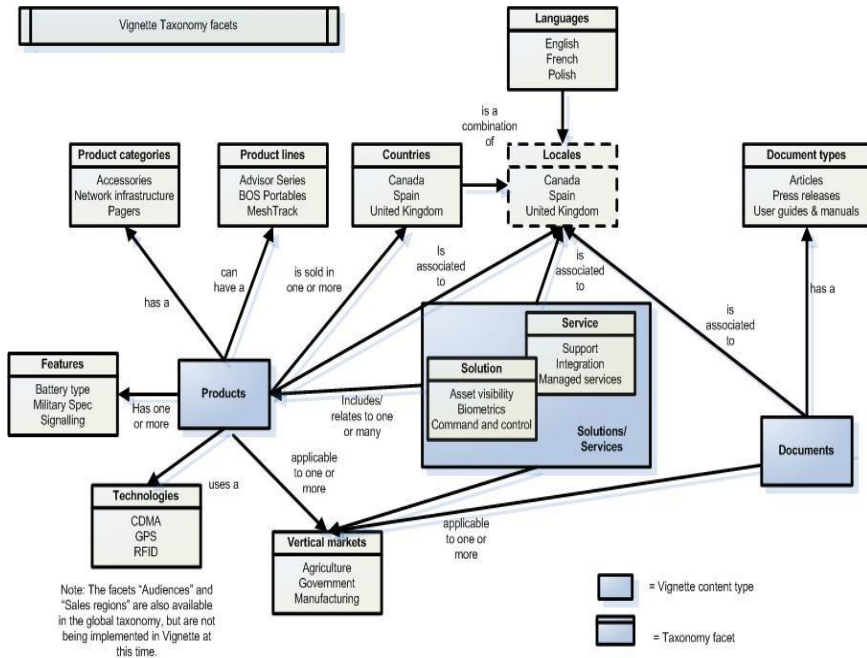 Vignette Taxonomy facets
Languages
English
French
Polish
is a
combination
of
Product categories
Accessories
Network infrastructure
Pagers
Product lines
Advisor Series
BOS Portables
MeshTrack
Countries
Canada
Spain
United Kingdom
Locales
Canada
Spain
United Kingdom
Document types
Articles
Press releases
User guides & manuals
has a
can
have a
is sold in
one or more
Is
associated
to
is
associated
to
is
associated
to
has a
Features
Battery type
Military Spec
Signalling
Has one
or more
Products
Includes/
relates to one
or many
Service
Support
Integration
Managed services
Solution
Asset visibility
Biometrics
Command and control
Solutions/
Services
Documents
uses a
applicable
to one or
more
Technologies
CDMA
GPS
RFID
Vertical markets
Agriculture
Government
Manufacturing
applicable
to one or
more
Note: The facets “Audiences” and
“Sales regions” are also available
in the global taxonomy, but are not
being implemented in Vignette at
this time.
= Vignette content type
= Taxonomy facet